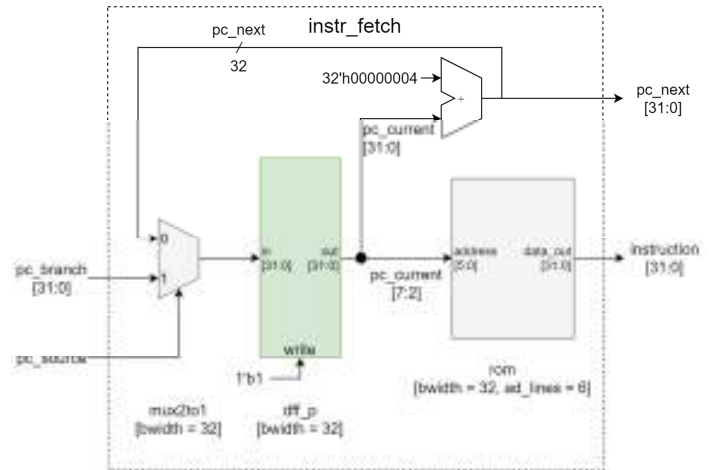 instr_fetch
pc_next
32
32'h00000004
+
pc_next
[31:0]
pc_current
[31:0]
0
1
pc_branch
[31:0]
pc_source
in
[31:0]
out
[31:0]
write
1'b1
pc_current
[7:2]
address
[5:0]
data_out
[31:0]
instruction
[31:0]
mux2to1
[bwidth = 32]
dff_p
[bwidth = 32]
rom
[bwidth = 32, ad_lines = 6]